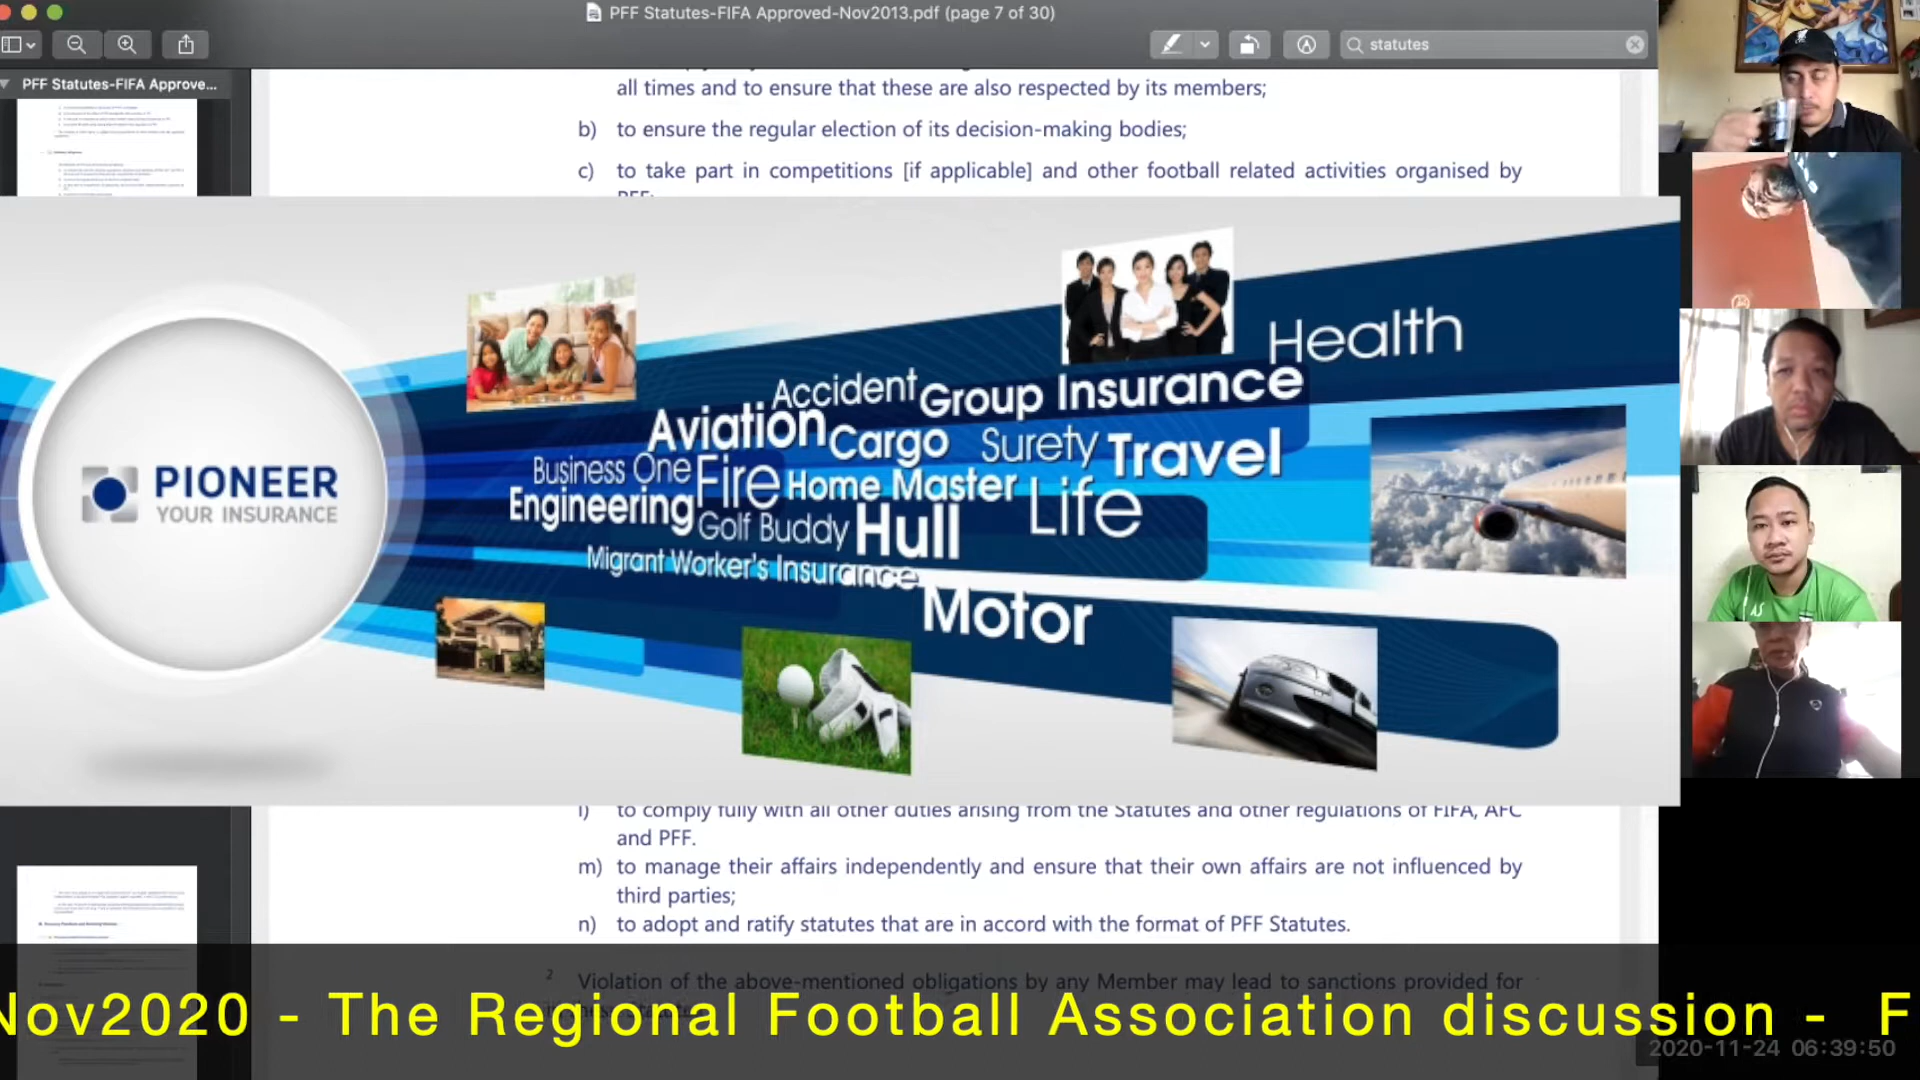 PFF Statutes-FIFA Approved-Nov2013.pdf (page 7 of 30)
statutes
PFF Statutes-FIFA Approve...
all times and to ensure that these are also respected by its members;
b) to ensure the regular election of its decision-making bodies;
c) to take part in competitions [if applicable] and other football related activities organised by
PFF;
Health
Accident Group Insurance
Aviation Cargo Surety Travel
Business One Fire Home Master Life
Engineering Golf Buddy Hull
Migrant Worker's Insurance
Motor
PIONEER
YOUR INSURANCE
AS
l) to comply fully with all other duties arising from the Statutes and other regulations of FIFA, AFC
and PFF.
m) to manage their affairs independently and ensure that their own affairs are not influenced by
third parties;
n) to adopt and ratify statutes that are in accord with the format of PFF Statutes.
2 Violation of the above-mentioned obligations by any Member may lead to sanctions provided for
Nov2020 - The Regional Football Association discussion - F
2020-11-24 06:39:50